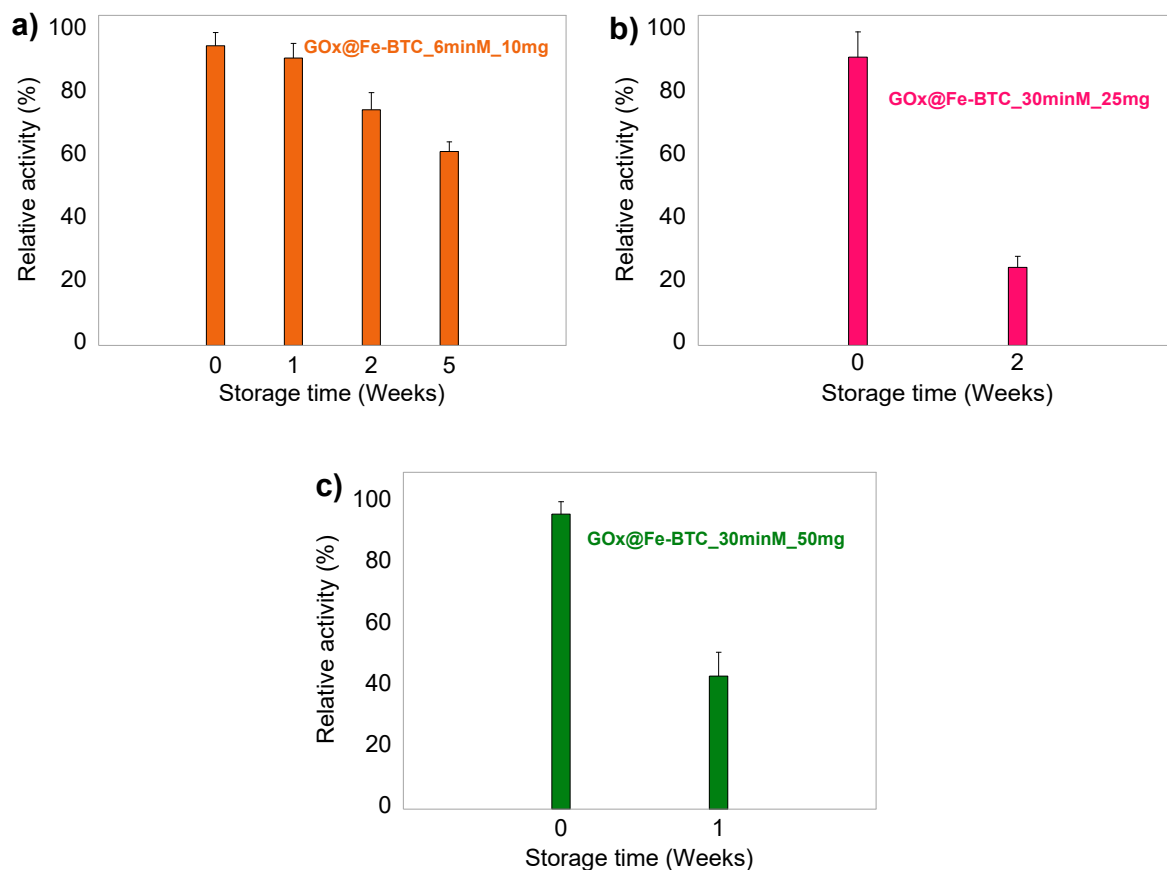 a)
GOx@Fe-BTC_6minM_10mg
Relative activity (%)
100
80
60
40
20
0
0 1 2 5
Storage time (Weeks)
b)
GOx@Fe-BTC_30minM_25mg
Relative activity (%)
100
80
60
40
20
0
0 2
Storage time (Weeks)
c)
GOx@Fe-BTC_30minM_50mg
Relative activity (%)
100
80
60
40
20
0
0 1
Storage time (Weeks)